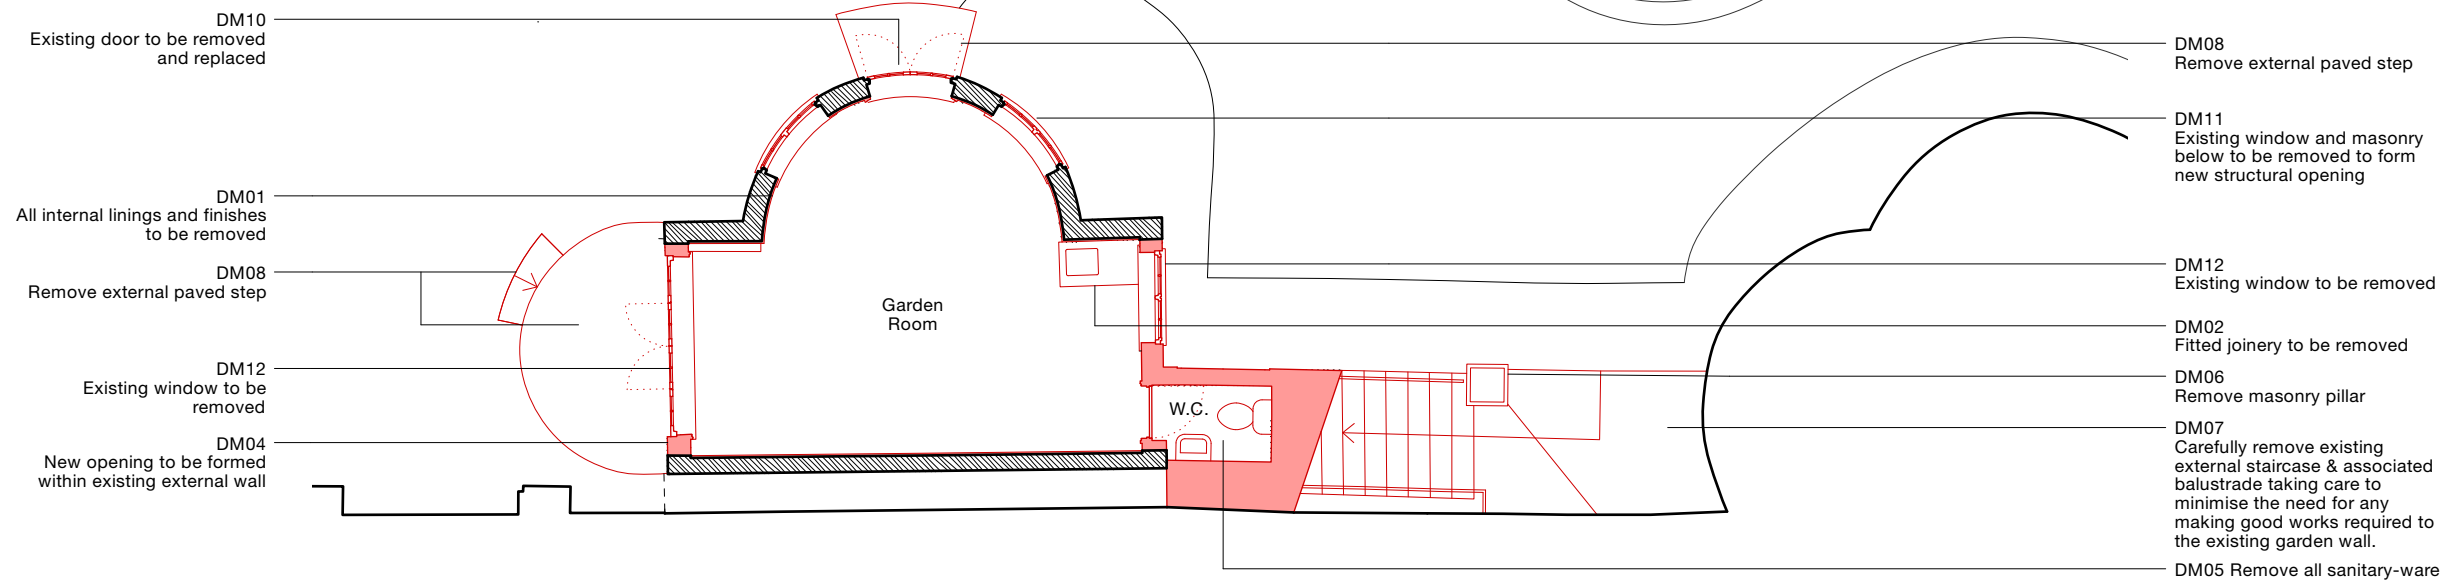 DM10
Existing door to be removed
and replaced
DM01
All internal linings and finishes
to be removed
DM08
Remove external paved step
DM12
Existing window to be
removed
DM04
New opening to be formed
within existing external wall
Garden
Room
W.C.
DM08
Remove external paved step
DM11
Existing window and masonry
below to be removed to form
new structural opening
DM12
Existing window to be removed
DM02
Fitted joinery to be removed
DM06
Remove masonry pillar
DM07
Carefully remove existing
external staircase & associated
balustrade taking care to
minimise the need for any
making good works required to
the existing garden wall.
DM05 Remove all sanitary-ware